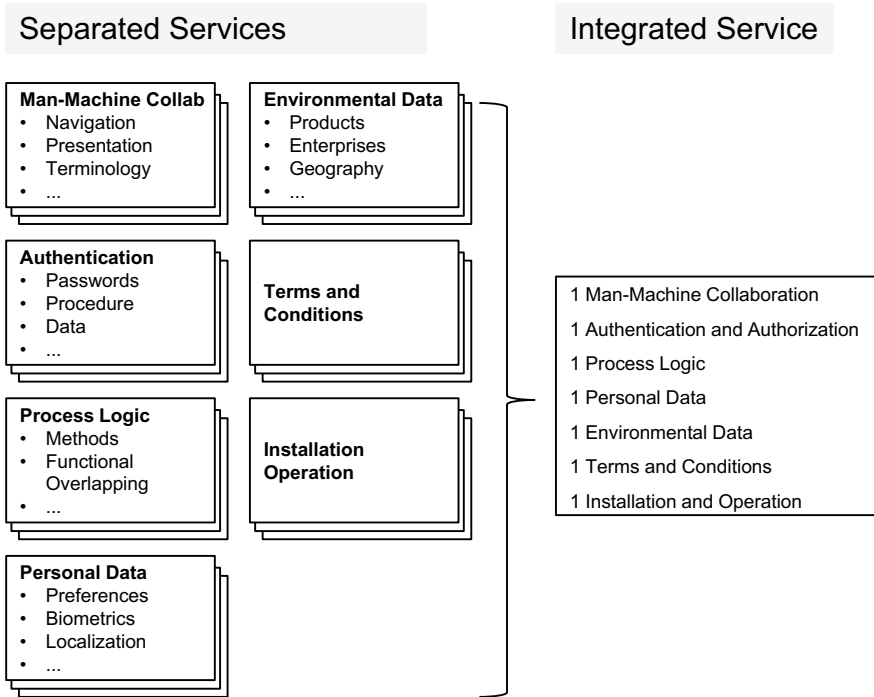 Separated Services
Integrated Service
Man-Machine Collab
• Navigation
• Presentation
• Terminology
• ...
Environmental Data
• Products
• Enterprises
• Geography
• ...
Authentication
• Passwords
• Procedure
• Data
• ...
Terms and
Conditions
Process Logic
• Methods
• Functional
Overlapping
• ...
Installation
Operation
Personal Data
• Preferences
• Biometrics
• Localization
• ...
1 Man-Machine Collaboration
1 Authentication and Authorization
1 Process Logic
1 Personal Data
1 Environmental Data
1 Terms and Conditions
1 Installation and Operation